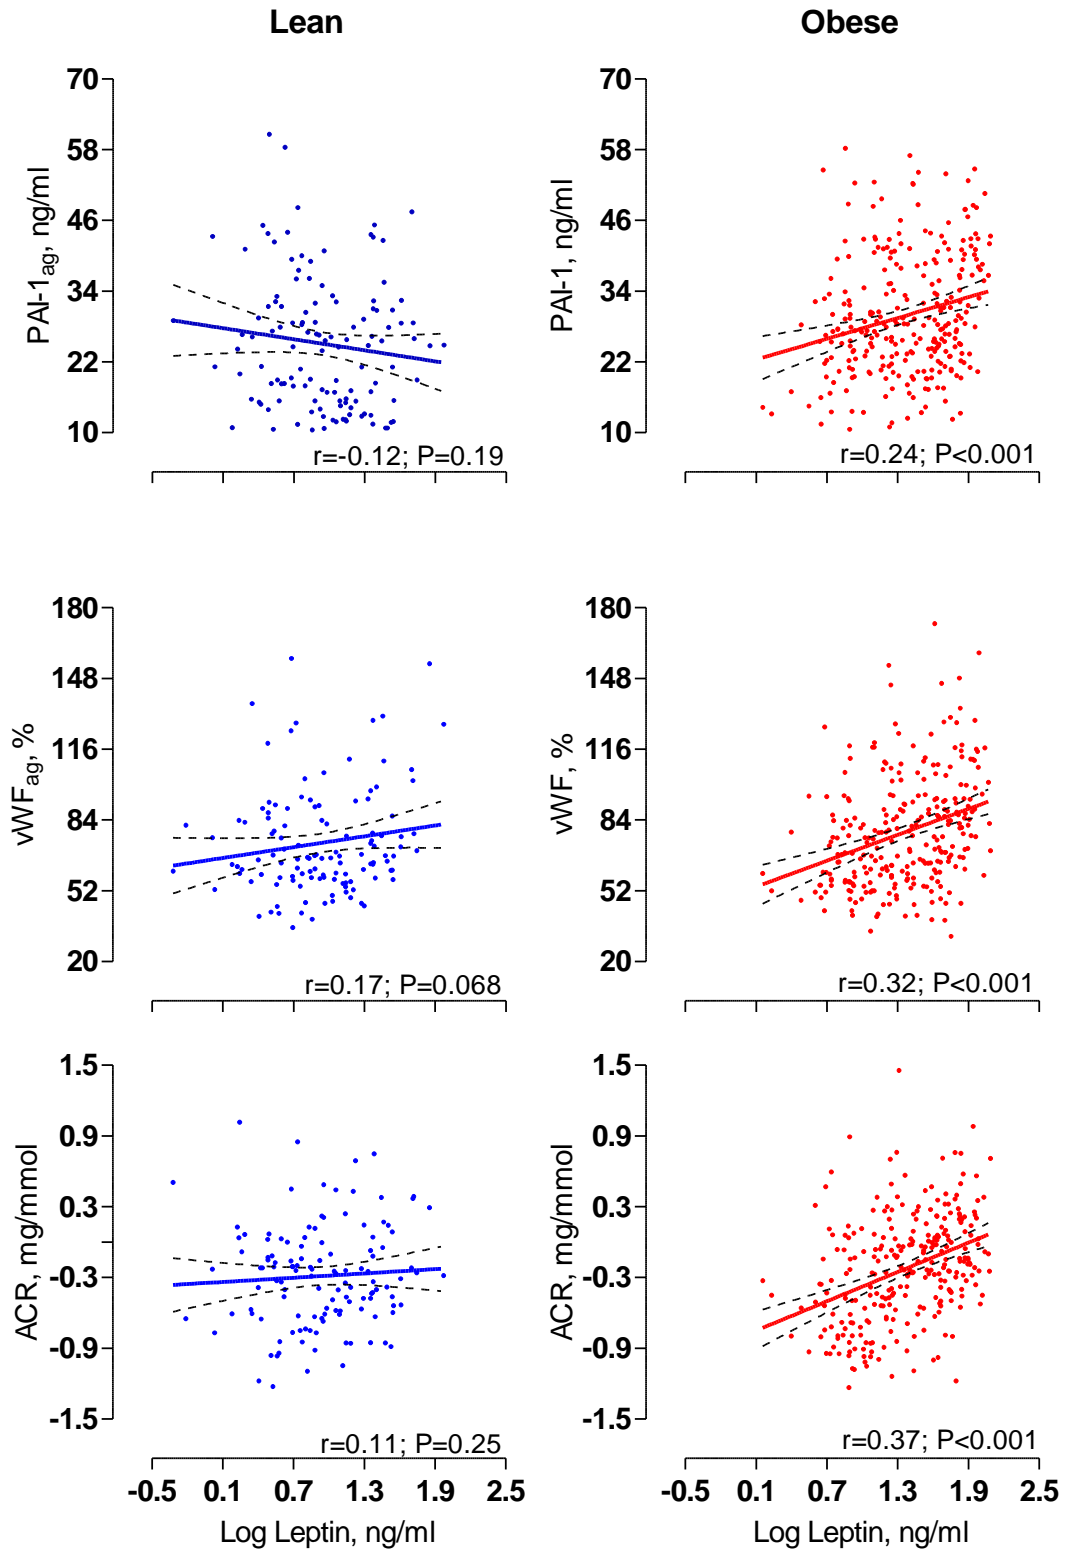 Lean
Obese
70
58
46
34
22
10
PAI-1ag, ng/ml
r=-0.12; P=0.19
70
58
46
34
22
10
PAI-1, ng/ml
r=0.24; P<0.001
180
148
116
84
52
20
vWFag, %
r=0.17; P=0.068
180
148
116
84
52
20
vWF, %
r=0.32; P<0.001
1.5
0.9
0.3
-0.3
-0.9
-1.5
ACR, mg/mmol
r=0.11; P=0.25
-0.5 0.1 0.7 1.3 1.9 2.5
Log Leptin, ng/ml
1.5
0.9
0.3
-0.3
-0.9
-1.5
ACR, mg/mmol
r=0.37; P<0.001
-0.5 0.1 0.7 1.3 1.9 2.5
Log Leptin, ng/ml